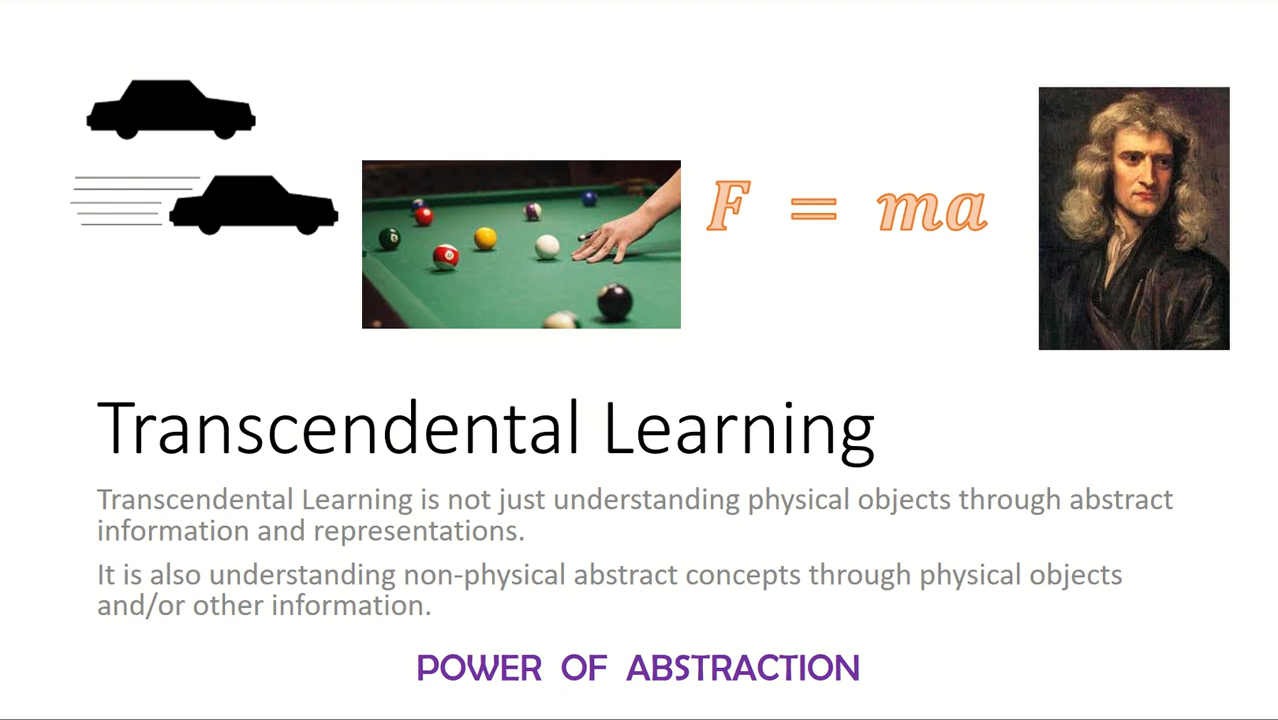 F = ma
Transcendental Learning
Transcendental Learning is not just understanding physical objects through abstract
information and representations.
It is also understanding non-physical abstract concepts through physical objects
and/or other information.
POWER OF ABSTRACTION